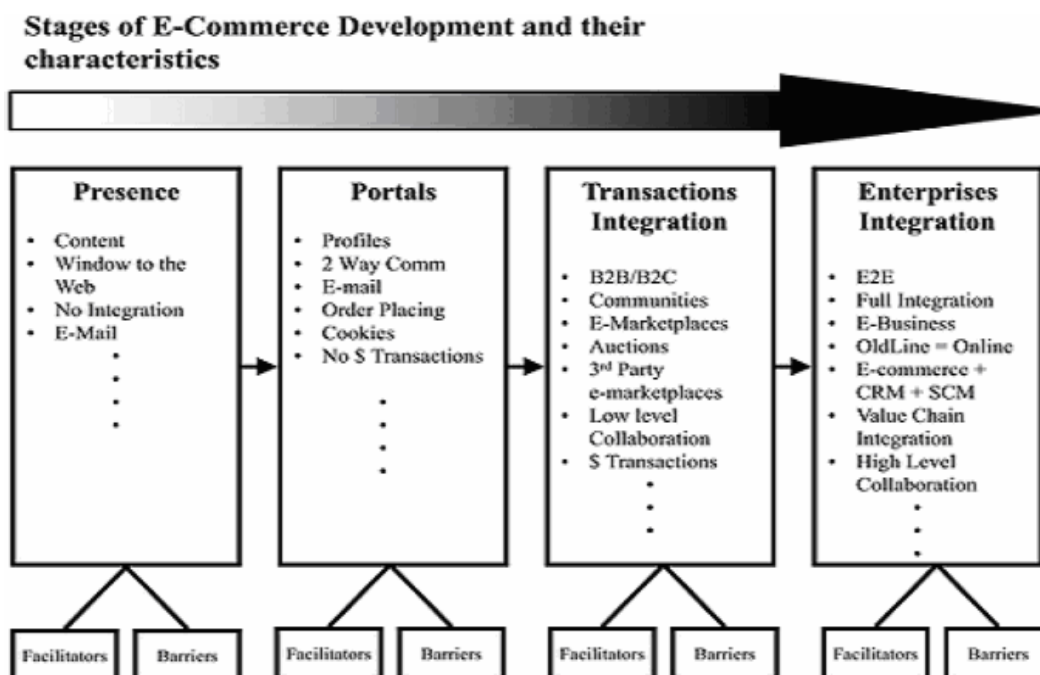 Stages of E-Commerce Development and their
characteristics
Presence
• Content
• Window to the
Web
• No Integration
• E-Mail
Portals
• Profiles
• 2 Way Comm
• E-mail
• Order Placing
• Cookies
• No $ Transactions
Transactions
Integration
• B2B/B2C
• Communities
• E-Marketplaces
• Auctions
• 3rd Party
e-marketplaces
• Low level
Collaboration
• $ Transactions
Enterprises
Integration
• E2E
• Full Integration
• E-Business
• OldLine = Online
• E-commerce +
CRM + SCM
• Value Chain
Integration
• High Level
Collaboration
Facilitators
Barriers
Facilitators
Barriers
Facilitators
Barriers
Facilitators
Barriers